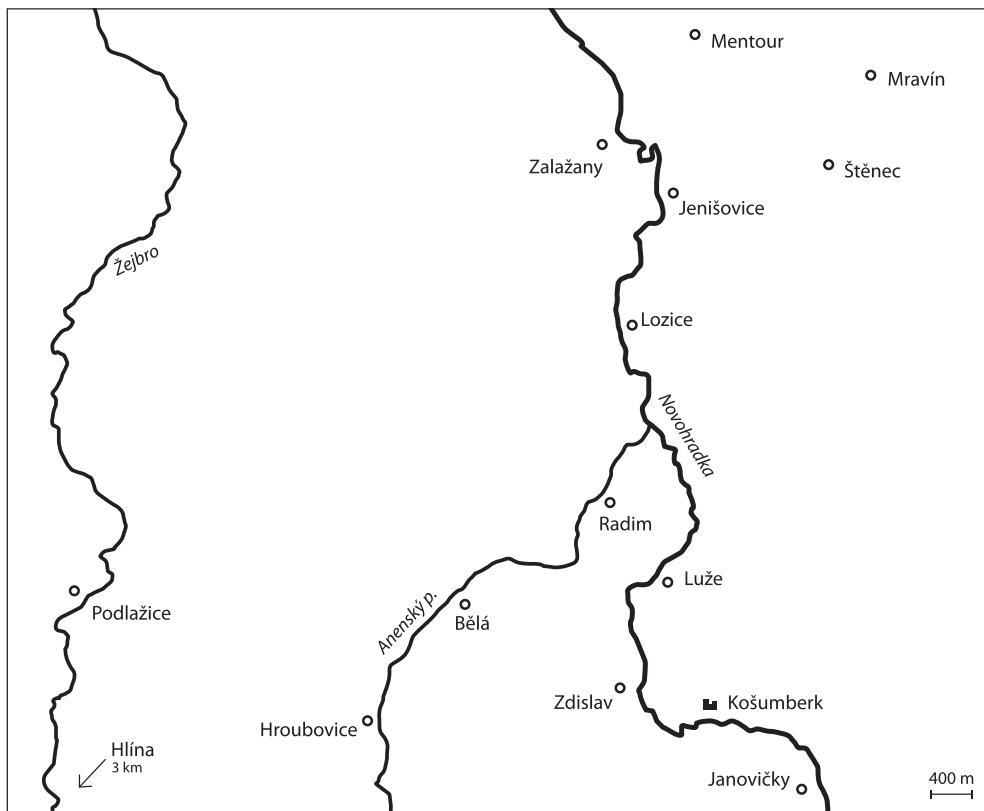 Mentour
Mravín
Zalažany
Štěnec
Jenišovice
Žejbro
Lozice
Novohradka
Radim
Luže
Podlažice
Anenský p.
Bělá
Zdislav
Košumberk
Hroubovice
Hlína
3 km
Janovičky
400 m